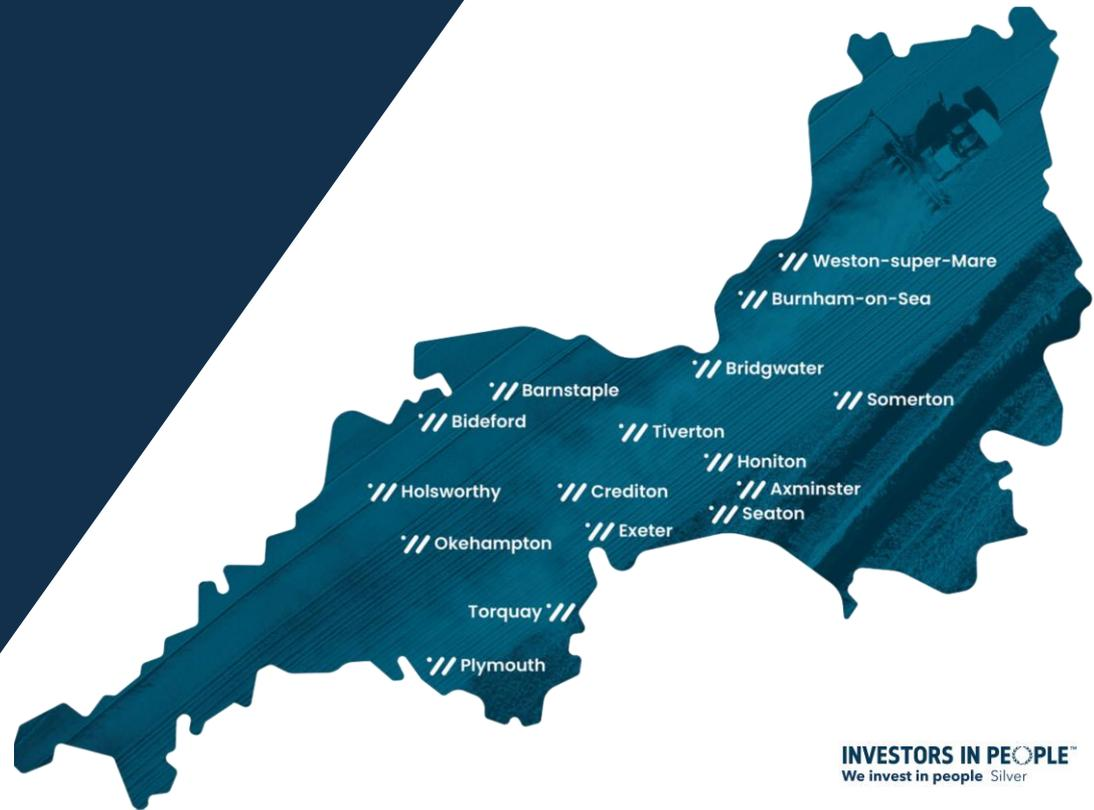 Weston-super-Mare
Burnham-on-Sea
Bridgwater
Barnstaple
Somerton
Bideford
Tiverton
Honiton
Holsworthy
Crediton
Axminster
Seaton
Exeter
Okehampton
Torquay
Plymouth
INVESTORS IN PEOPLE™
We invest in people Silver